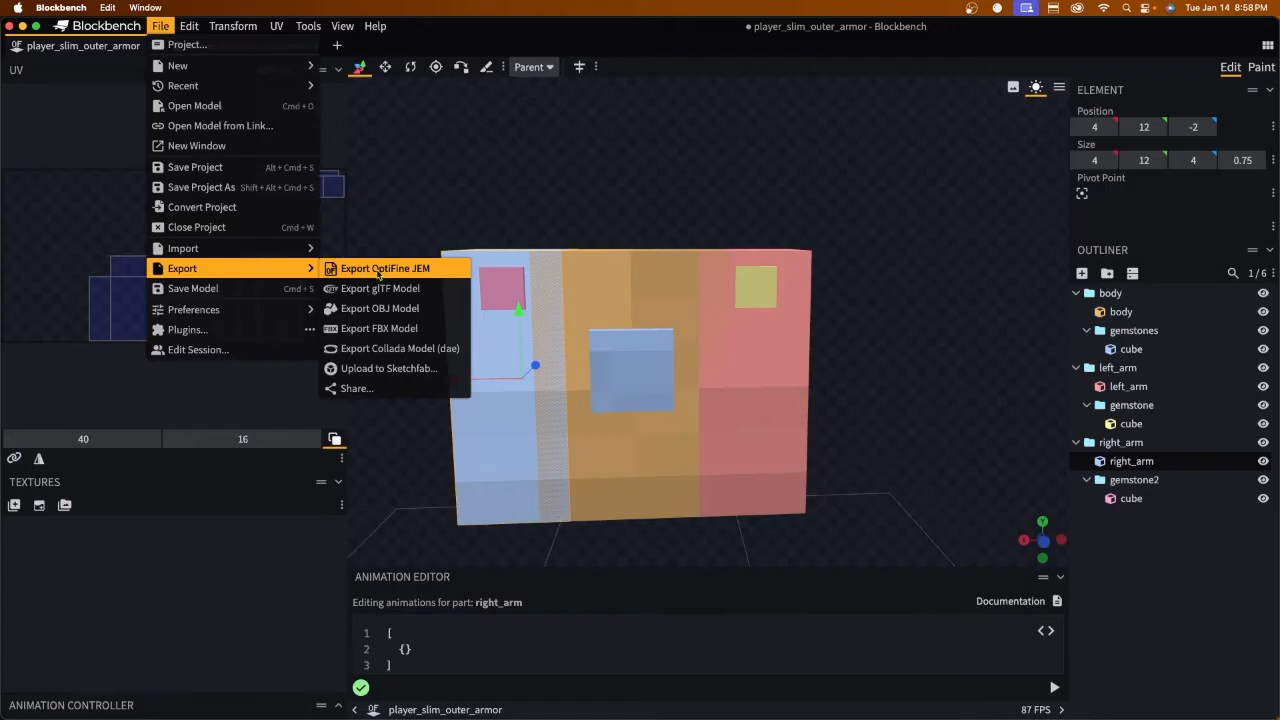 Blockbench Edit Window Tue Jan 14 8:58 PM
Blockbench File Edit Transform UV Tools View Help player_slim_outer_armor - Blockbench
player_slim_outer_armor
UV
Project...
New
Recent
Open Model Cmd + O
Open Model from Link...
New Window
Save Project Alt + Cmd + S
Save Project As Shift + Alt + Cmd + S
Convert Project
Close Project Cmd + W
Import
Export
Save Model Cmd + S
Preferences
Plugins...
Edit Session...
Export OptiFine JEM
Export glTF Model
Export OBJ Model
Export FBX Model
Export Collada Model (dae)
Upload to Sketchfab...
Share...
Parent
Edit Paint
ELEMENT
Position
4 12 -2
Size
4 12 4 0.75
Pivot Point
OUTLINER
1/6
body
body
gemstones
cube
left_arm
left_arm
gemstone
cube
right_arm
right_arm
gemstone2
cube
40 16
TEXTURES
ANIMATION CONTROLLER
ANIMATION EDITOR
Editing animations for part: right_arm Documentation
1 [
2 {}
3 ]
player_slim_outer_armor 87 FPS